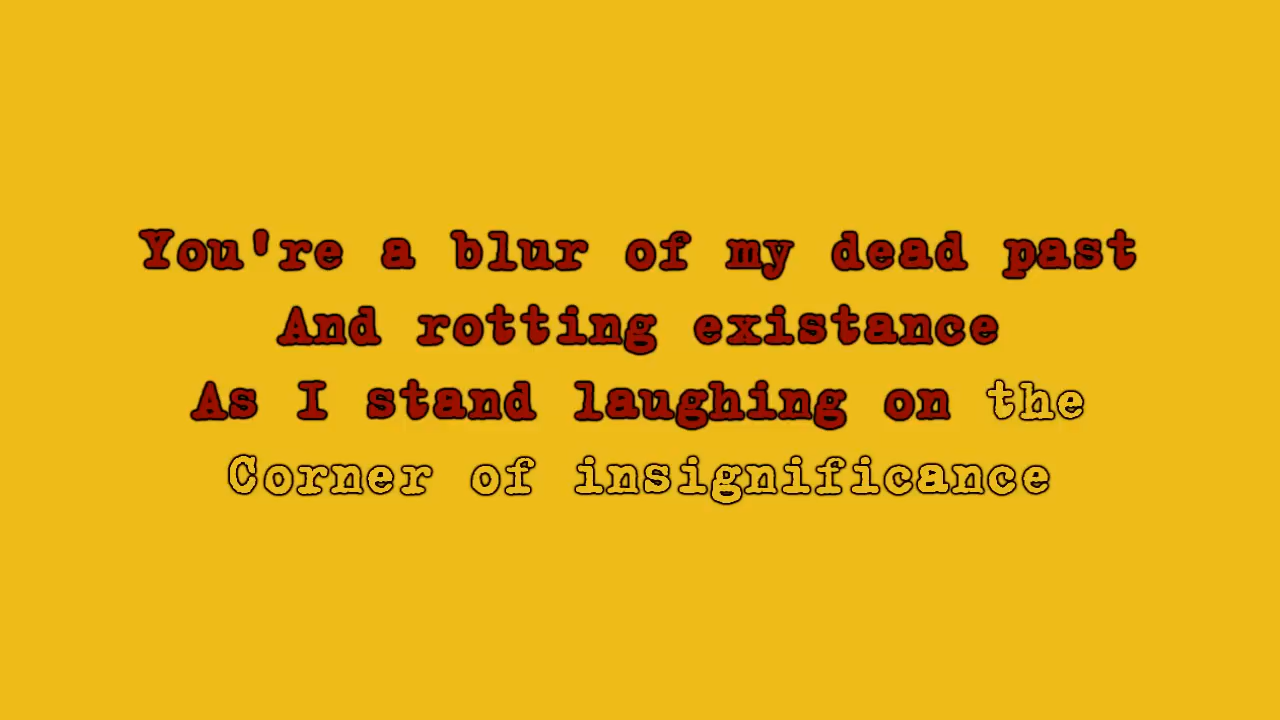 You're a blur of my dead past
And rotting existance
As I stand laughing on the
Corner of insignificance